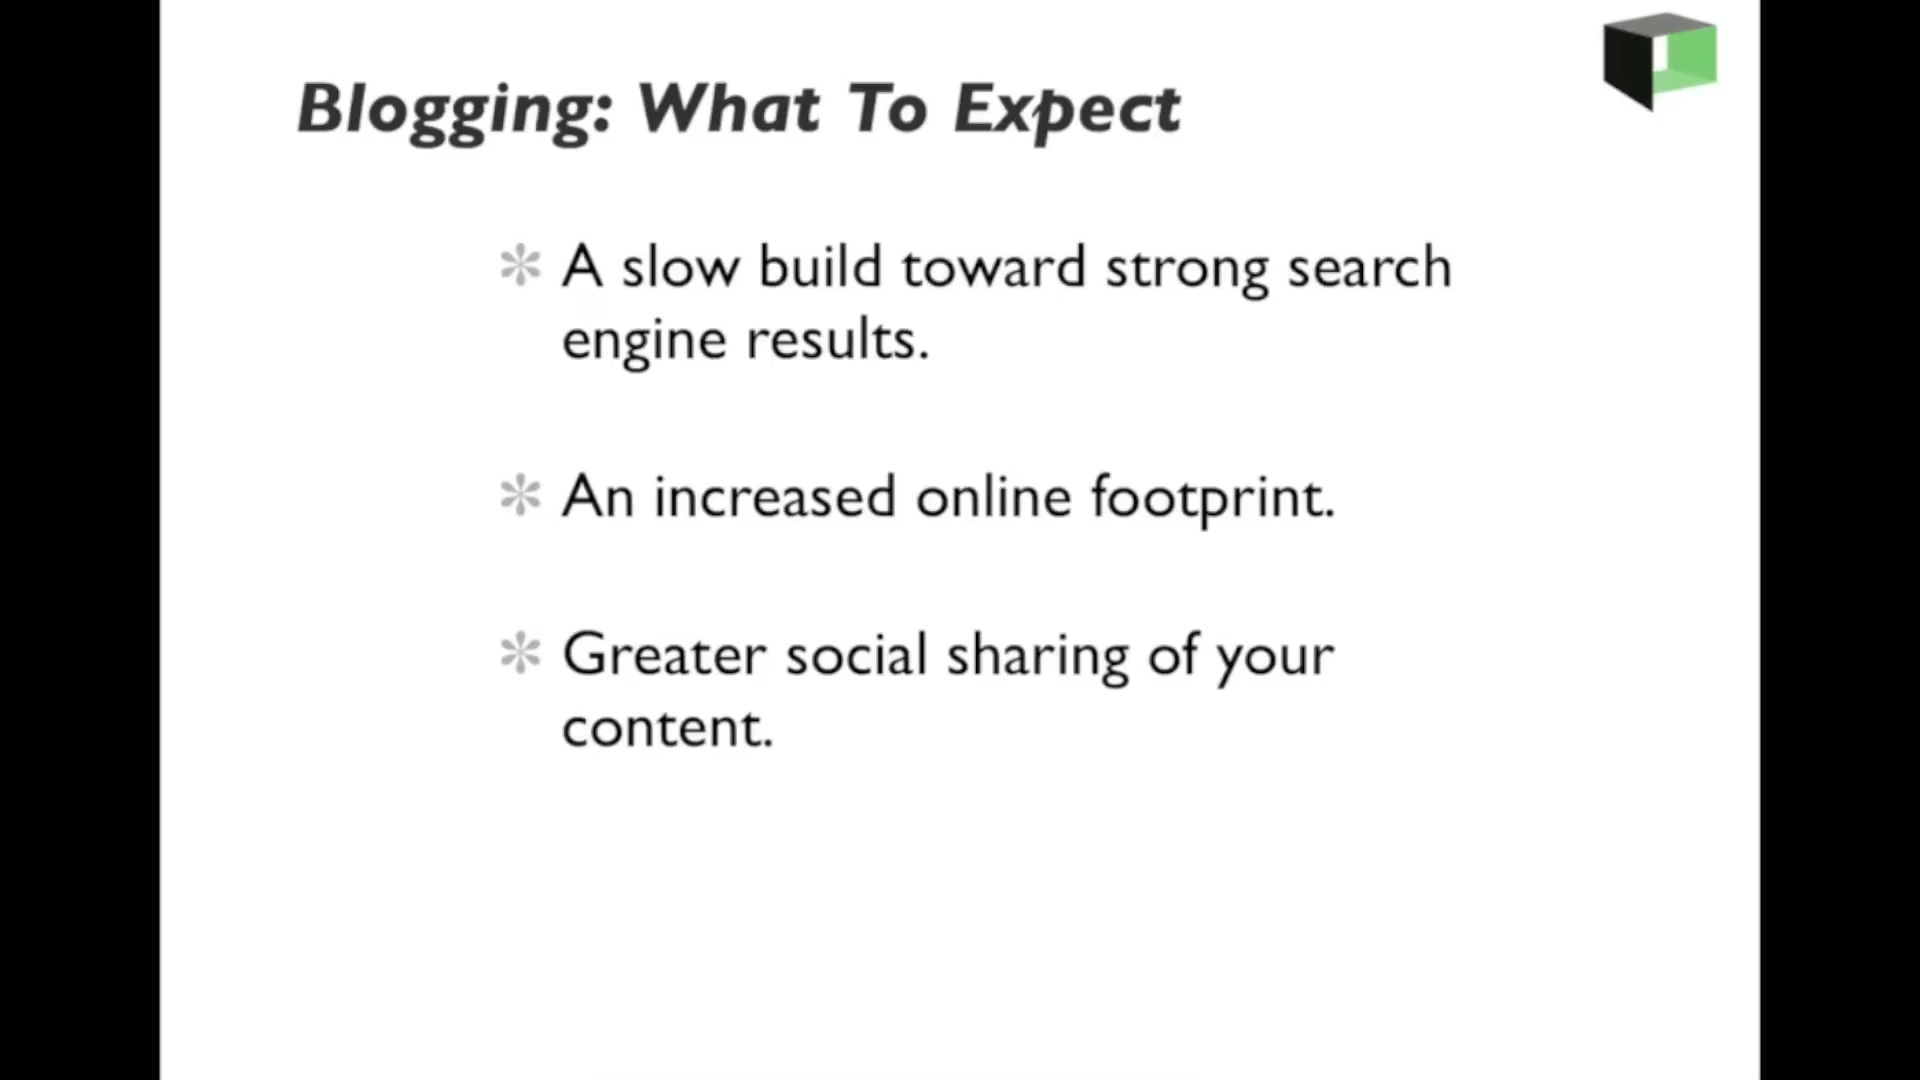 Blogging: What To Expect
✻ A slow build toward strong search
engine results.
✻ An increased online footprint.
✻ Greater social sharing of your
content.